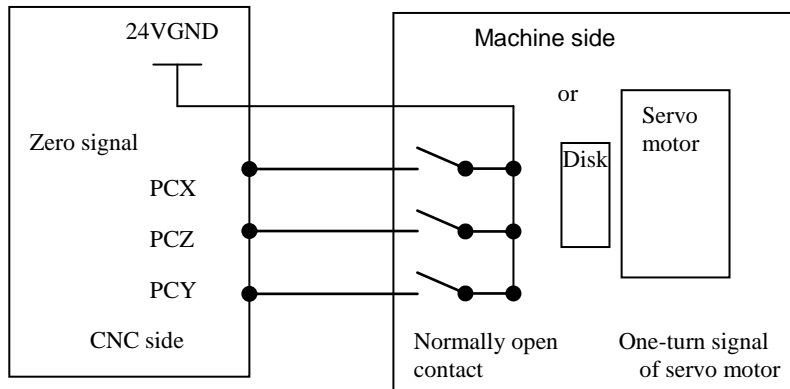 24VGND
Machine side
or
Servo
motor
Zero signal
Disk
PCX
PCZ
PCY
CNC side
Normally open
contact
One-turn signal
of servo motor